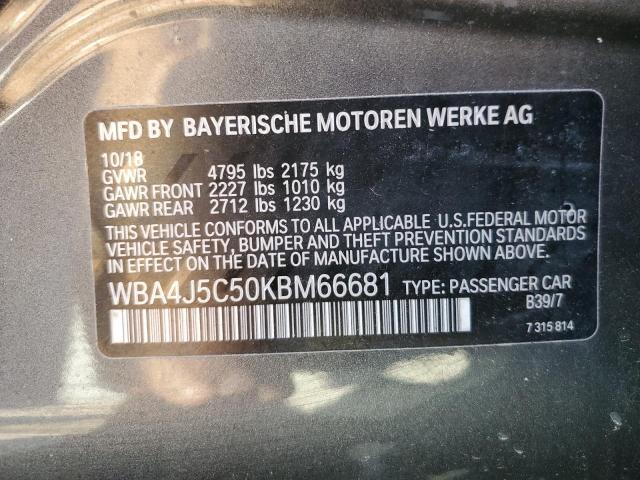 MFD BY BAYERISCHE MOTOREN WERKE AG
10/18
GVWR 4795 lbs 2175 kg
GAWR FRONT 2227 lbs 1010 kg
GAWR REAR 2712 lbs 1230 kg
THIS VEHICLE CONFORMS TO ALL APPLICABLE U.S.FEDERAL MOTOR
VEHICLE SAFETY, BUMPER AND THEFT PREVENTION STANDARDS
IN EFFECT ON THE DATE OF MANUFACTURE SHOWN ABOVE.
WBA4J5C50KBM66681 TYPE: PASSENGER CAR
B39/7
7 315 814